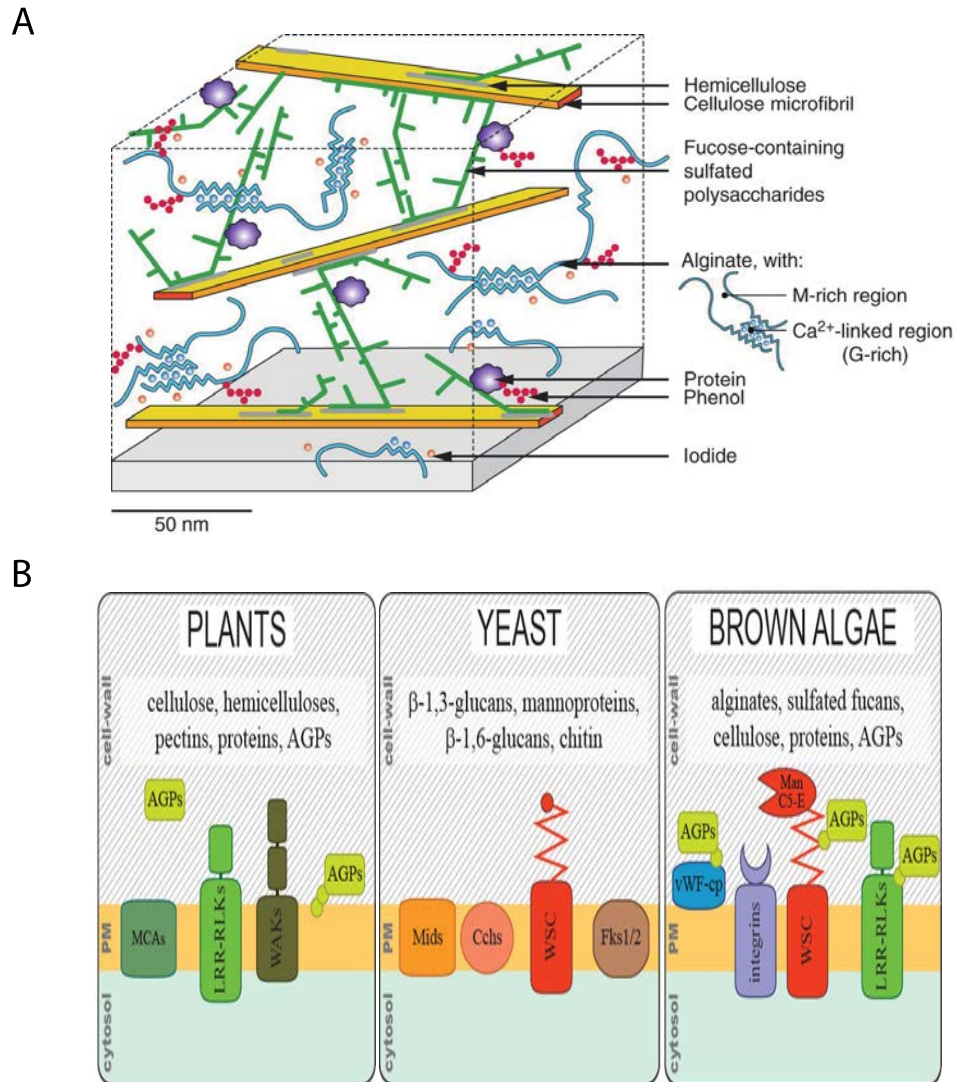 A
Hemicellulose
Cellulose microfibril
Fucose-containing
sulfated
polysaccharides
Alginate, with:
M-rich region
Ca²⁺-linked region
(G-rich)
Protein
Phenol
Iodide
50 nm
B
PLANTS
cell-wall
cellulose, hemicelluloses,
pectins, proteins, AGPs
AGPs
AGPs
MCAs
LRR-RLKs
WAKs
PM
cytosol
YEAST
cell-wall
β-1,3-glucans, mannoproteins,
β-1,6-glucans, chitin
Mids
Cchs
WSC
Fks1/2
PM
cytosol
BROWN ALGAE
cell-wall
alginates, sulfated fucans,
cellulose, proteins, AGPs
Man
C5-E
AGPs
AGPs
AGPs
vWF-cp
integrins
WSC
LRR-RLKs
PM
cytosol